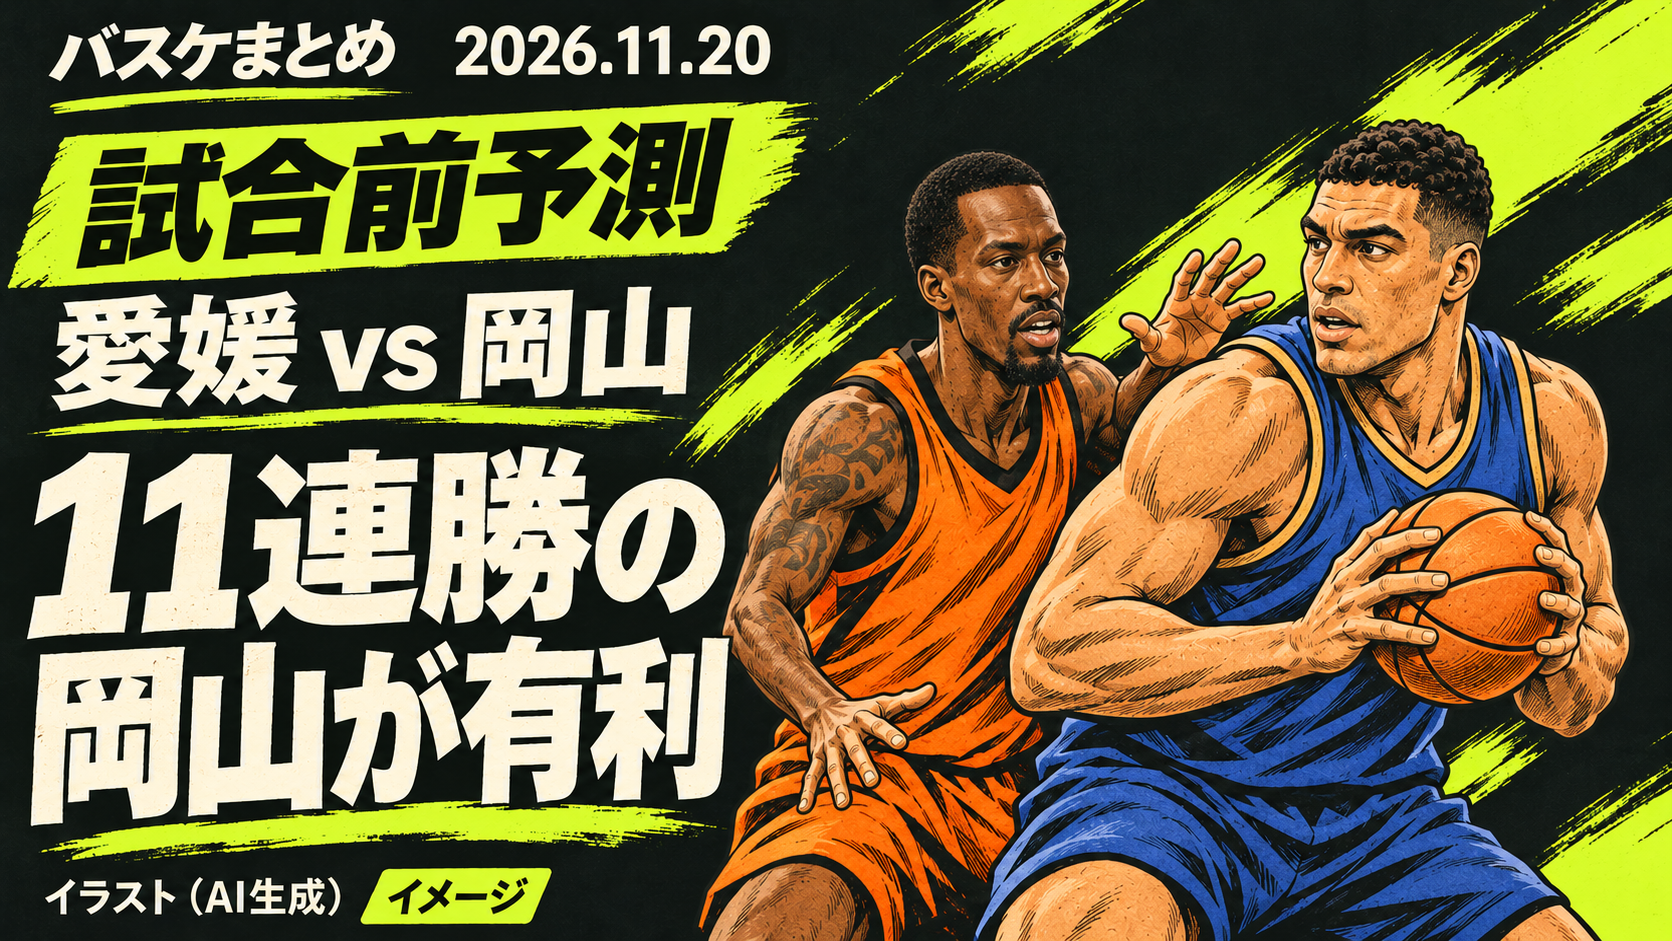 バスケまとめ 2026.11.20
試合前予測
愛媛 vs 岡山
11連勝の
岡山が有利
イラスト（AI生成） イメージ